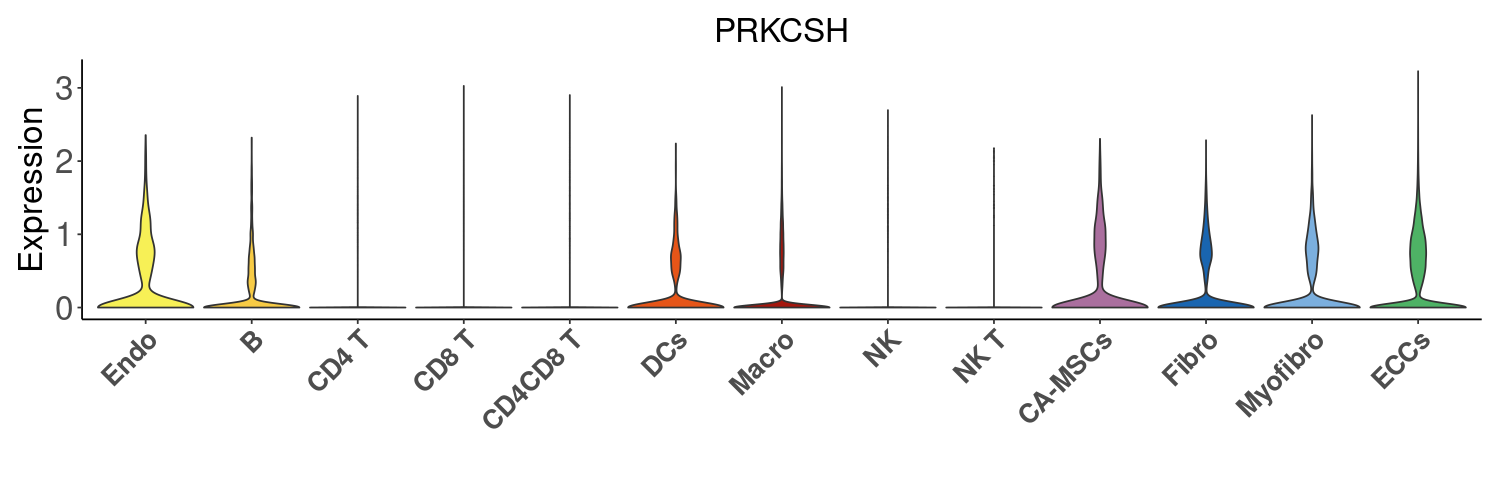 PRKCSH
Expression
3
2
1
0
Endo
B
CD4 T
CD8 T
CD4CD8 T
DCs
Macro
NK
NK T
CA-MSCs
Fibro
Myofibro
ECCs